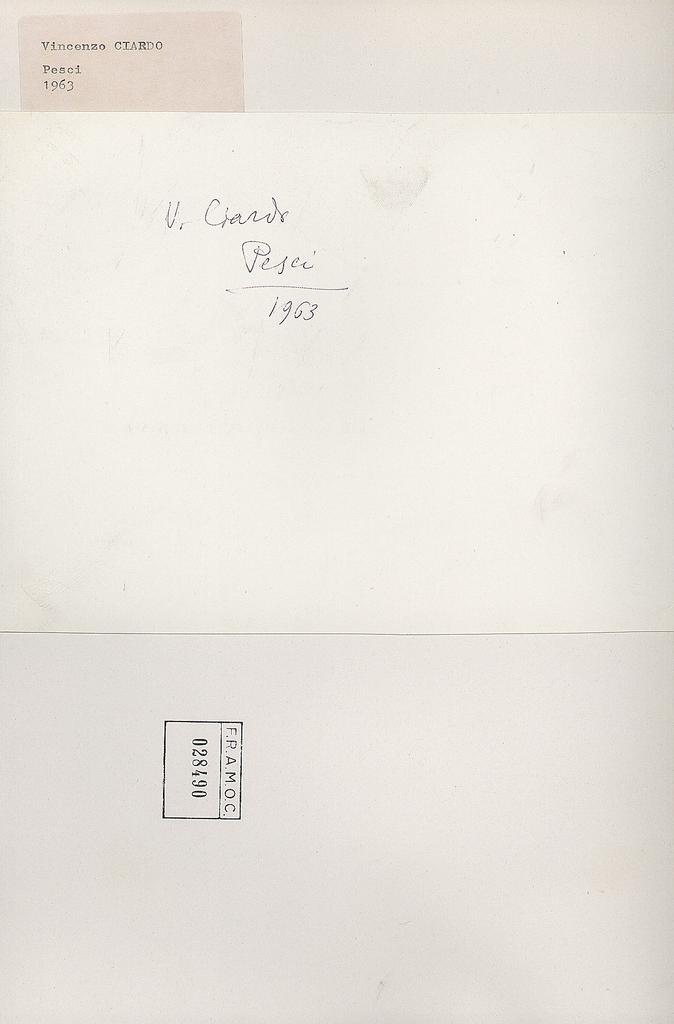 Vincenzo CIARDO
Pesci
1963
V. Ciardo
Pesci
1963
F.R.A.M.O.C.
028490